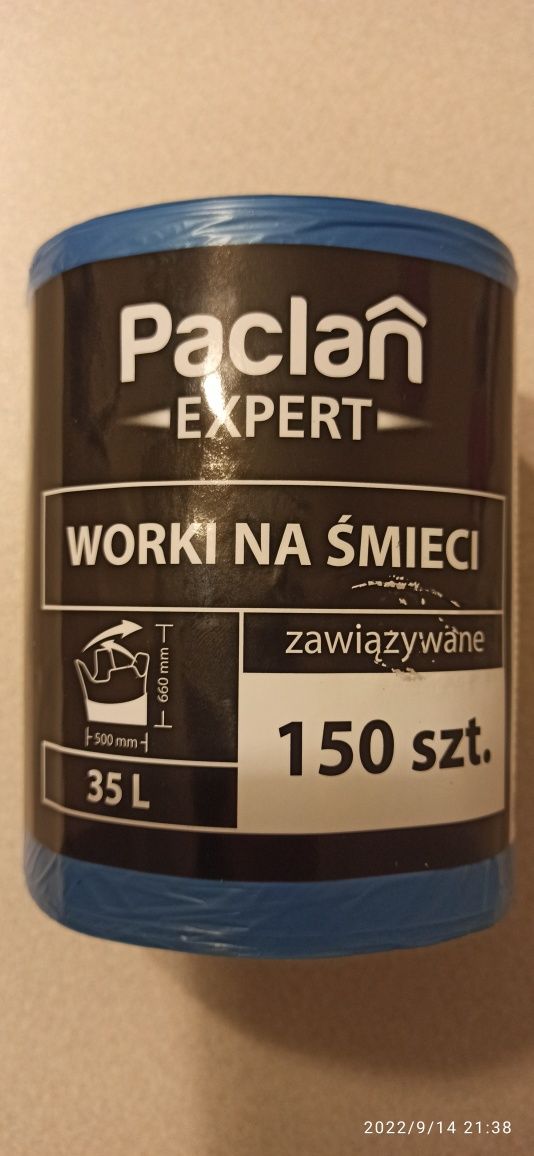 Paclan
EXPERT
WORKI NA ŚMIECI
zawiązywane
660 mm
500 mm
150 szt.
35 L
2022/9/14 21:38